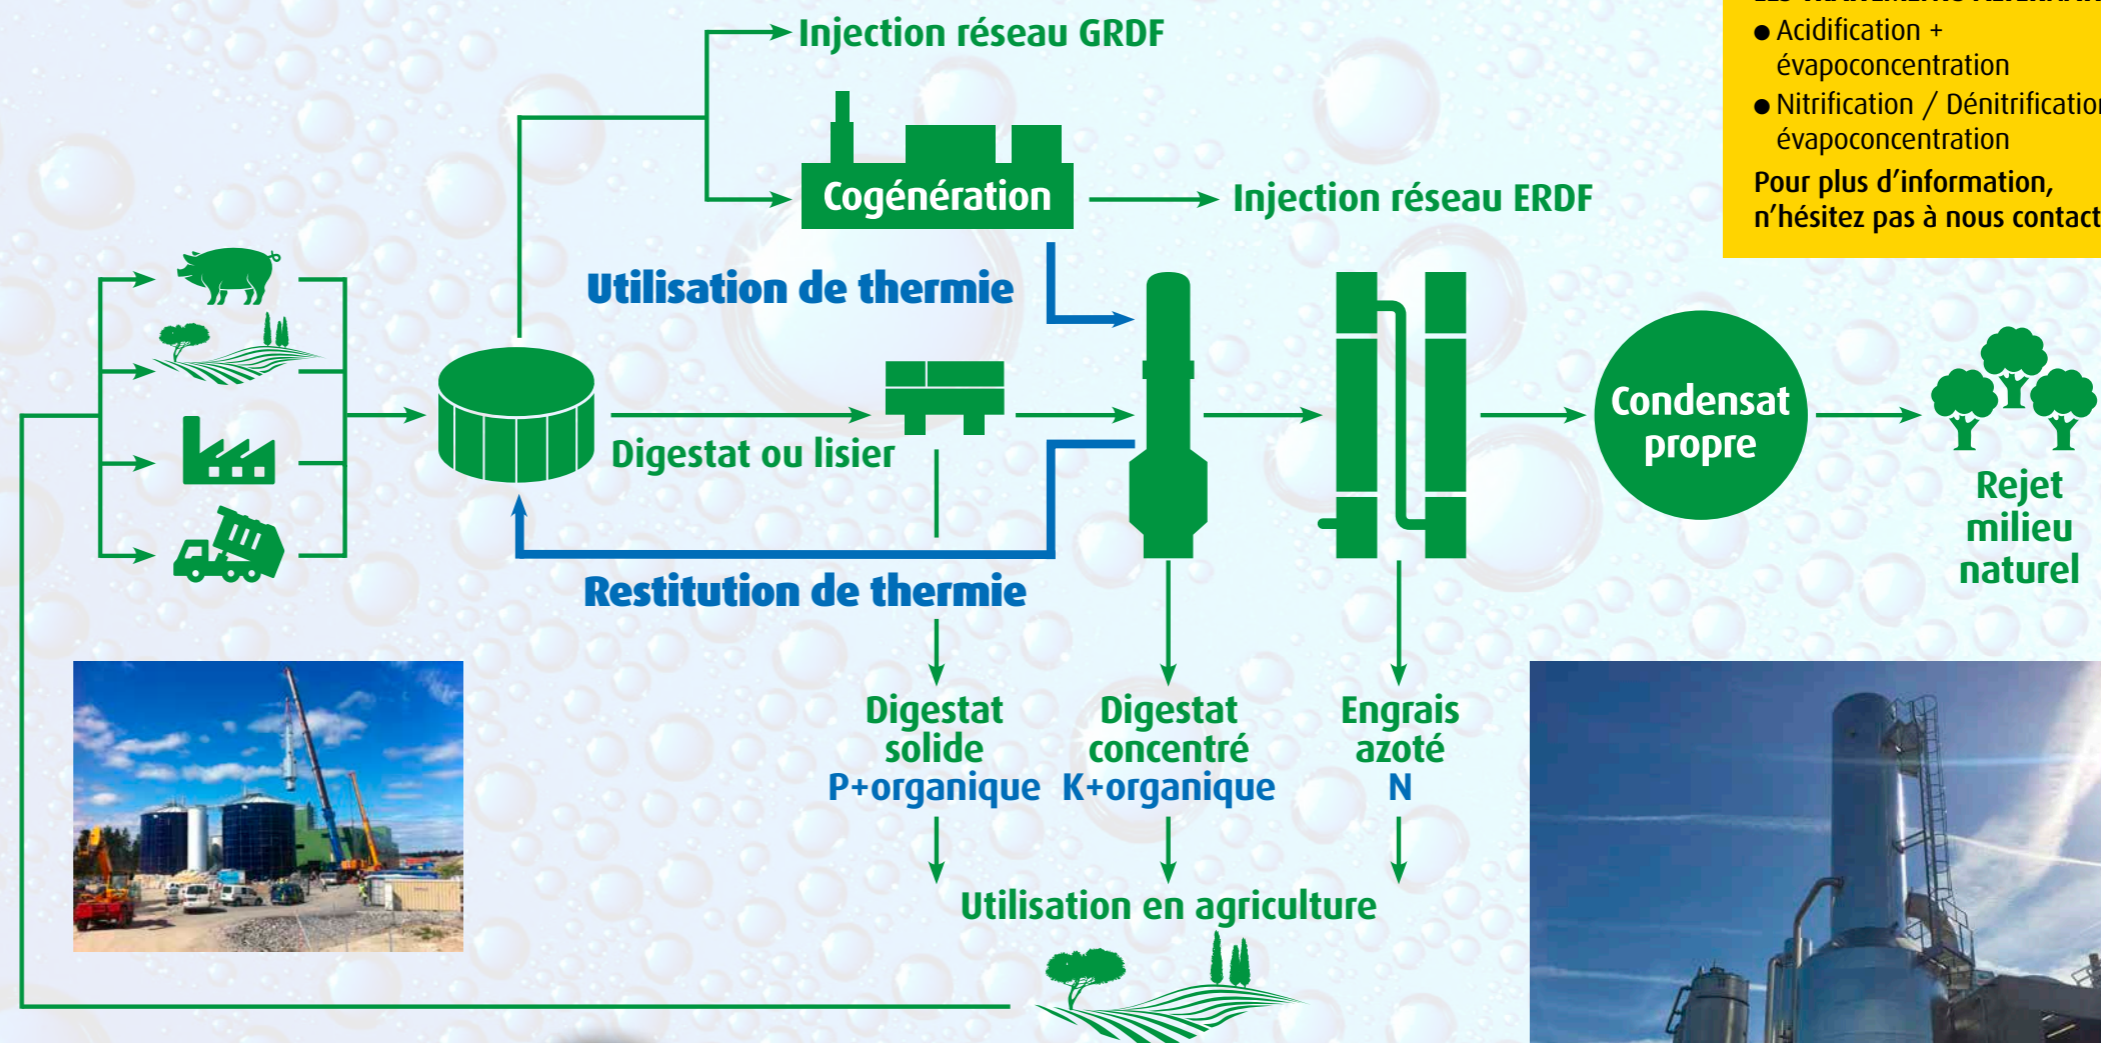 Injection réseau GRDF
● Acidification +
évapoconcentration
● Nitrification / Dénitrification
évapoconcentration
Pour plus d'information,
n'hésitez pas à nous contact
Cogénération
Injection réseau ERDF
Utilisation de thermie
Digestat ou lisier
Condensat
propre
Rejet
milieu
naturel
Restitution de thermie
Digestat
solide
P+organique
Digestat
concentré
K+organique
Engrais
azoté
N
Utilisation en agriculture